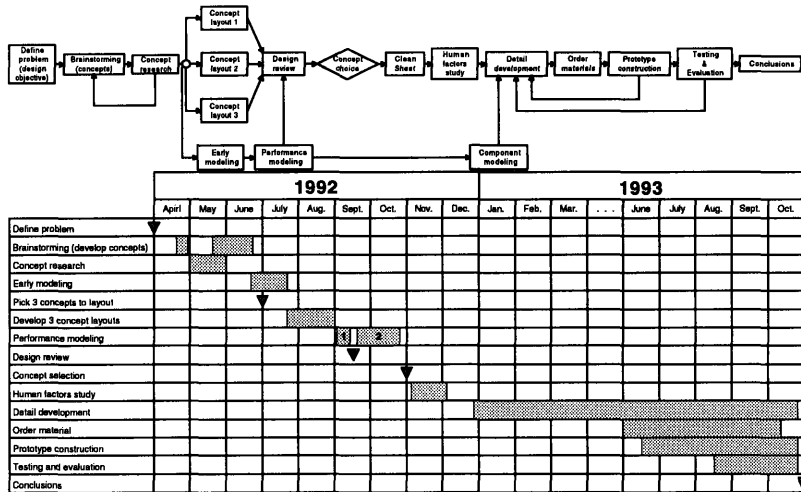 Define
problem
(design
objective)
Brainstorming
(concepts)
Concept
research
Concept
layout 1
Concept
layout 2
Concept
layout 3
Design
review
Concept
choice
Clean
Sheet
Human
factors
study
Detail
development
Order
materials
Prototype
construction
Testing
&
Evaluation
Conclusions
Early
modeling
Performance
modeling
Component
modeling
1992 1993
Apirl May June July Aug. Sept. Oct. Nov. Dec. Jan. Feb. Mar. . . . June July Aug. Sept. Oct.
Define problem
Brainstorming (develop concepts)
Concept research
Early modeling
Pick 3 concepts to layout
Develop 3 concept layouts
Performance modeling 1 2
Design review
Concept selection
Human factors study
Detail development
Order material
Prototype construction
Testing and evaluation
Conclusions